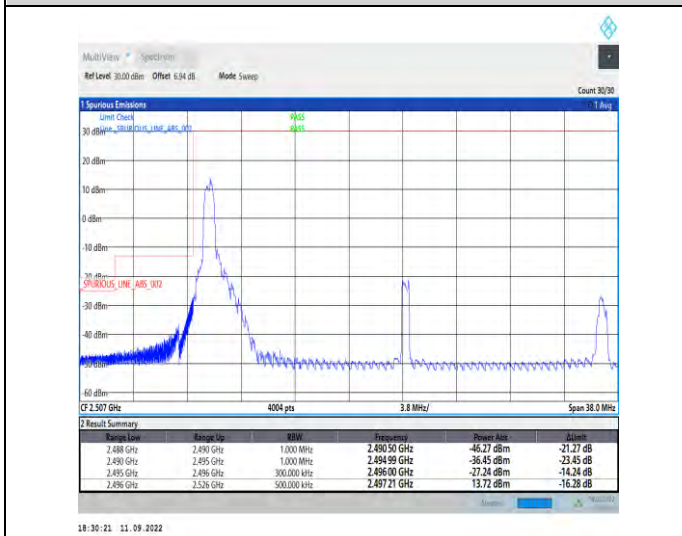 MultiView Spectrum
Ref Level 30.00 dBm Offset 6.94 dB Mode Sweep
Count 30/30
1 Spurious Emissions 1 Avg
Limit Check PASS
Line _SPURIOUS_LINE_ABS_002 PASS
30 dBm
20 dBm
10 dBm
0 dBm
-10 dBm
-20 dBm
_SPURIOUS_LINE_ABS_002
-30 dBm
-40 dBm
-50 dBm
-60 dBm
CF 2.507 GHz 4004 pts 3.8 MHz/ Span 38.0 MHz
2 Result Summary
Range Low Range Up RBW Frequency Power Abs ΔLimit
2.488 GHz 2.490 GHz 1.000 MHz 2.490 50 GHz -46.27 dBm -21.27 dB
2.490 GHz 2.495 GHz 1.000 MHz 2.494 99 GHz -36.45 dBm -23.45 dB
2.495 GHz 2.496 GHz 300.000 kHz 2.496 00 GHz -27.24 dBm -14.24 dB
2.496 GHz 2.526 GHz 500.000 kHz 2.497 21 GHz 13.72 dBm -16.28 dB
18:30:21 11.09.2022